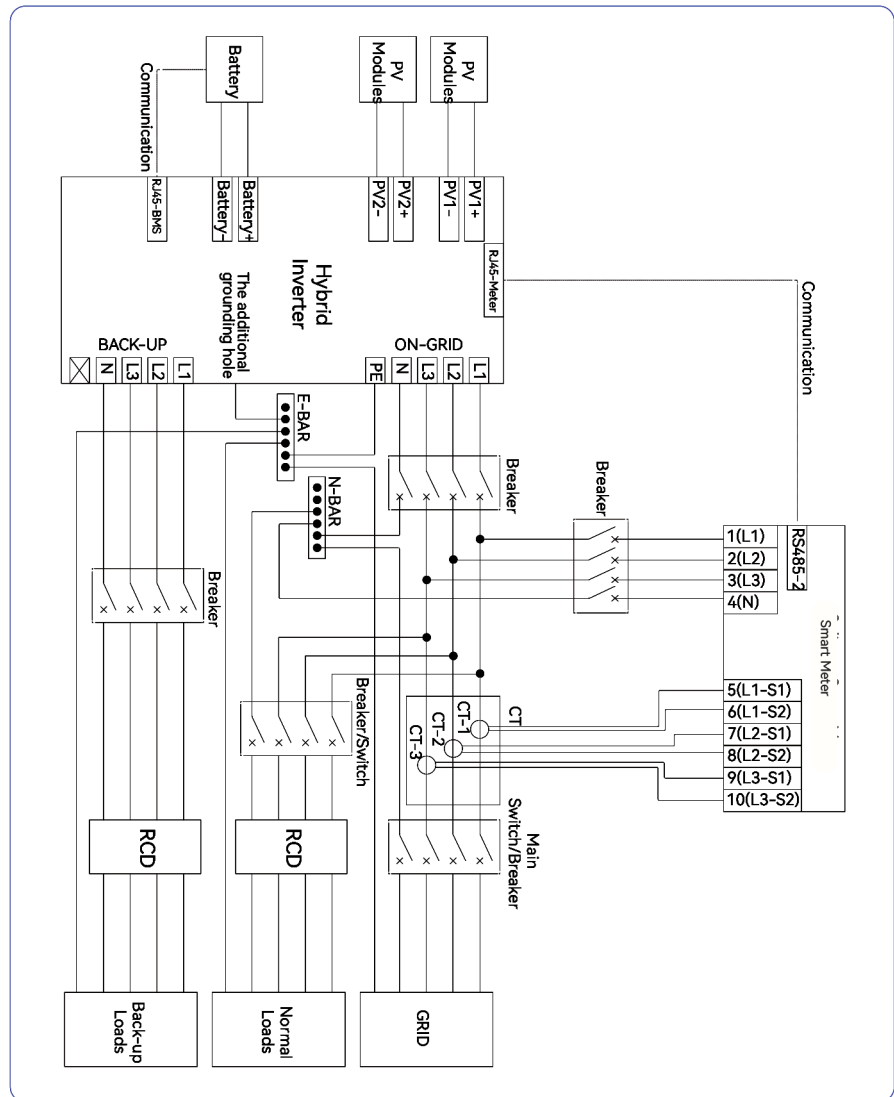 Battery
PV
Modules
PV
Modules
Communication
RJ45-BMS
Battery-
Battery+
PV2-
PV2+
PV1-
PV1+
RJ45-Meter
Communication
Hybrid
Inverter
The additional
grounding hole
BACK-UP
ON-GRID
N
L3
L2
L1
PE
N
L3
L2
L1
E-BAR
N-BAR
Breaker
Breaker
Breaker
RS485-2
1(L1)
2(L2)
3(L3)
4(N)
Smart Meter
5(L1-S1)
6(L1-S2)
7(L2-S1)
8(L2-S2)
9(L3-S1)
10(L3-S2)
Breaker/Switch
CT
CT-1
CT-2
CT-3
Main
Switch/Breaker
RCD
RCD
Back-up
Loads
Normal
Loads
GRID